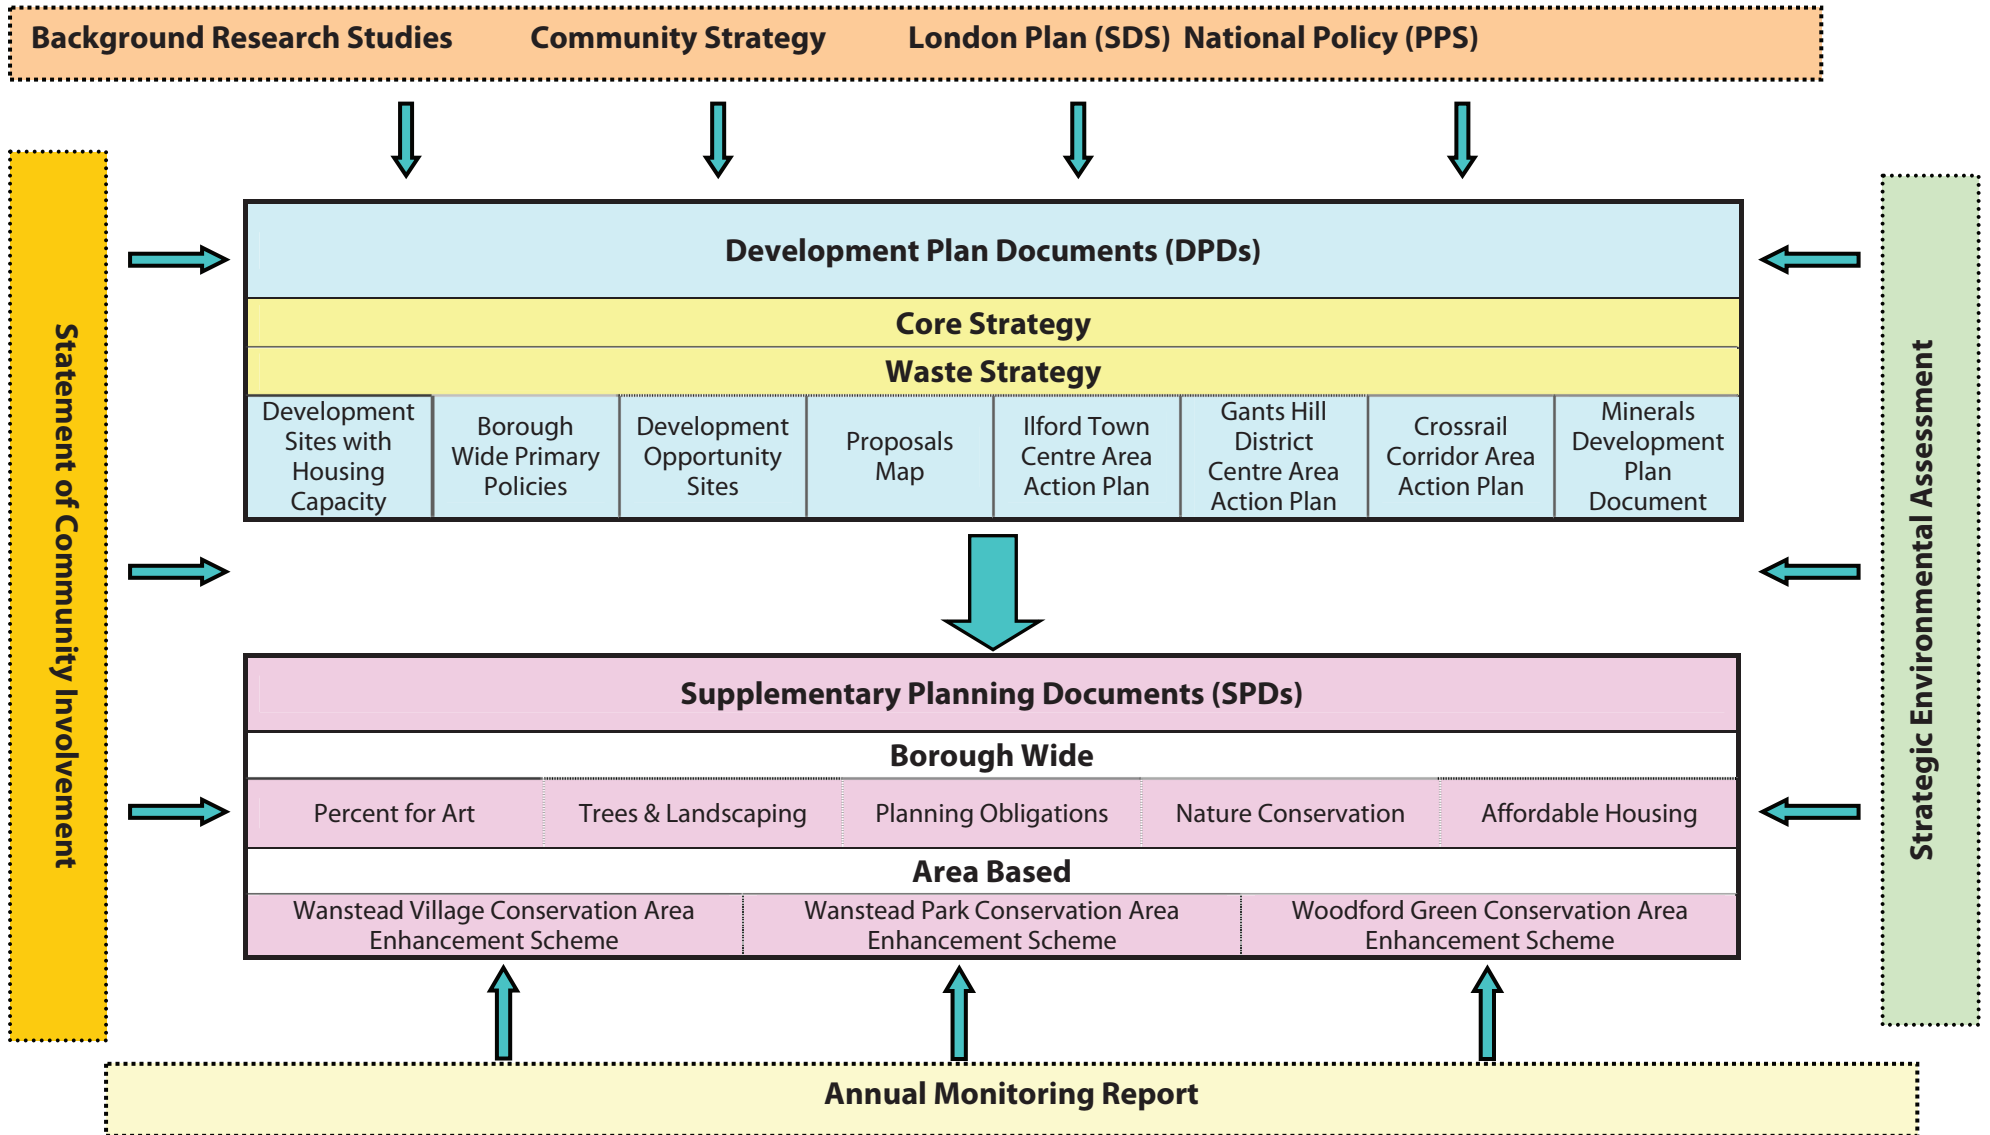 Background Research Studies Community Strategy London Plan (SDS) National Policy (PPS)
Statement of Community Involvement
Development Plan Documents (DPDs)
Core Strategy
Waste Strategy
Development
Sites with
Housing
Capacity
Borough
Wide Primary
Policies
Development
Opportunity
Sites
Proposals
Map
Ilford Town
Centre Area
Action Plan
Gants Hill
District
Centre Area
Action Plan
Crossrail
Corridor Area
Action Plan
Minerals
Development
Plan
Document
Strategic Environmental Assessment
Supplementary Planning Documents (SPDs)
Borough Wide
Percent for Art
Trees & Landscaping
Planning Obligations
Nature Conservation
Affordable Housing
Area Based
Wanstead Village Conservation Area
Enhancement Scheme
Wanstead Park Conservation Area
Enhancement Scheme
Woodford Green Conservation Area
Enhancement Scheme
Annual Monitoring Report